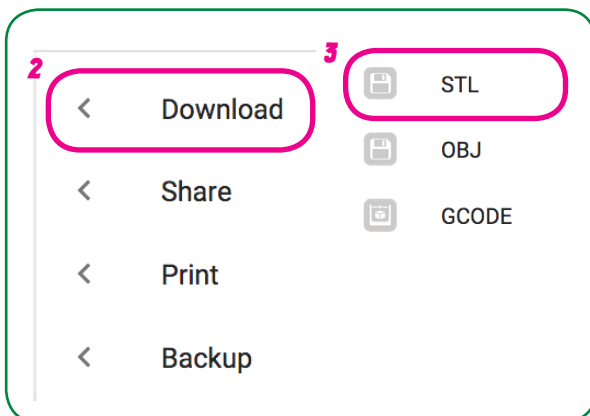 2
Download
Share
Print
Backup
3
STL
OBJ
GCODE